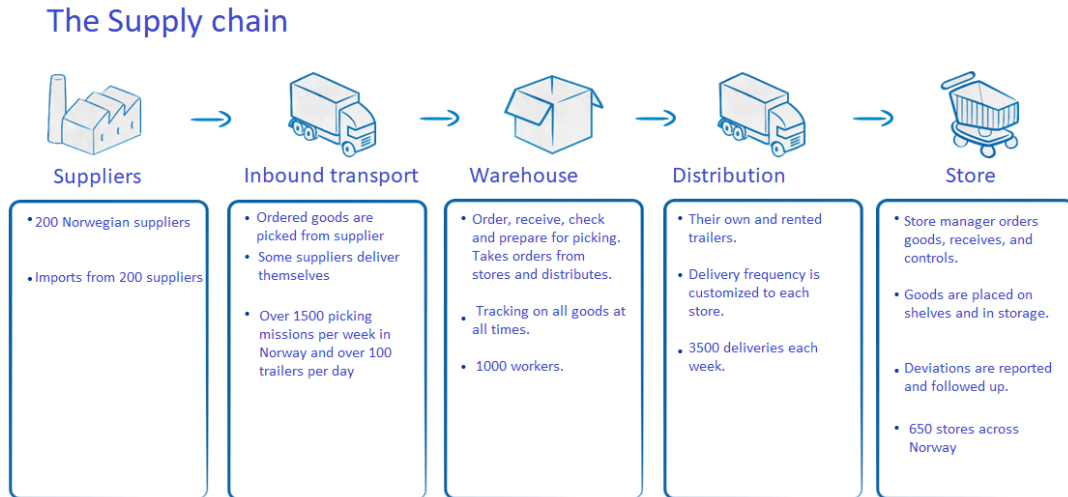 The Supply chain
Suppliers
• 200 Norwegian suppliers
• Imports from 200 suppliers
Inbound transport
• Ordered goods are
picked from supplier
• Some suppliers deliver
themselves
• Over 1500 picking
missions per week in
Norway and over 100
trailers per day
Warehouse
• Order, receive, check
and prepare for picking.
Takes orders from
stores and distributes.
• Tracking on all goods at
all times.
• 1000 workers.
Distribution
• Their own and rented
trailers.
• Delivery frequency is
customized to each
store.
• 3500 deliveries each
week.
Store
• Store manager orders
goods, receives, and
controls.
• Goods are placed on
shelves and in storage.
• Deviations are reported
and followed up.
• 650 stores across
Norway